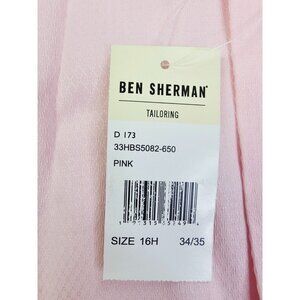 BEN SHERMAN
TAILORING
D 173
33HBS5082-650
PINK
SIZE 16H 34/35